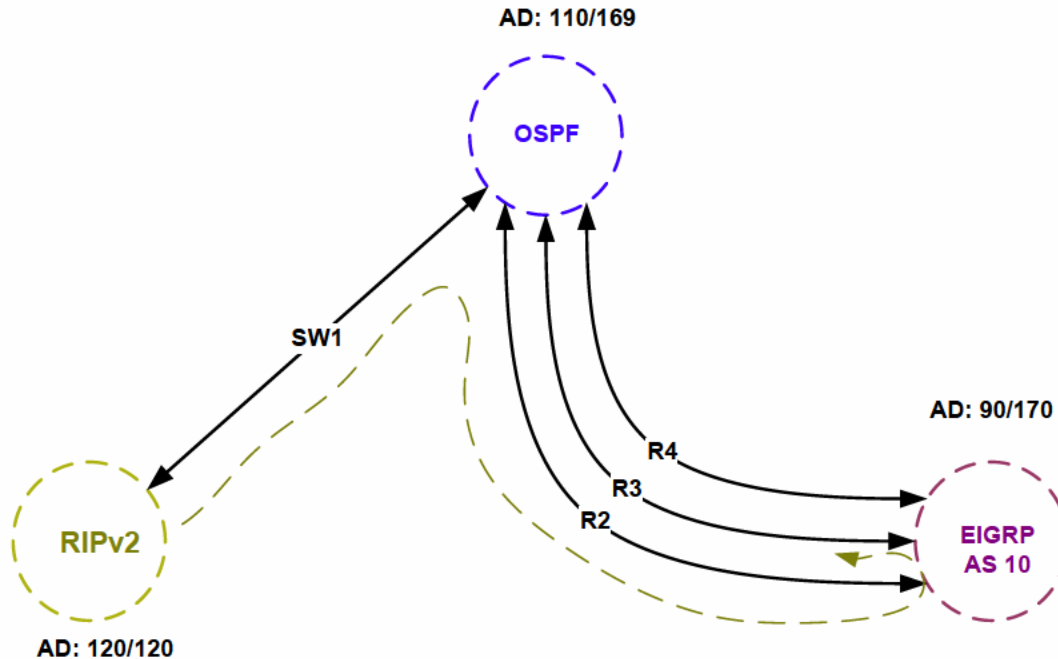 AD: 110/169
OSPF
SW1
AD: 90/170
R4
R3
R2
RIPv2
EIGRP
AS 10
AD: 120/120